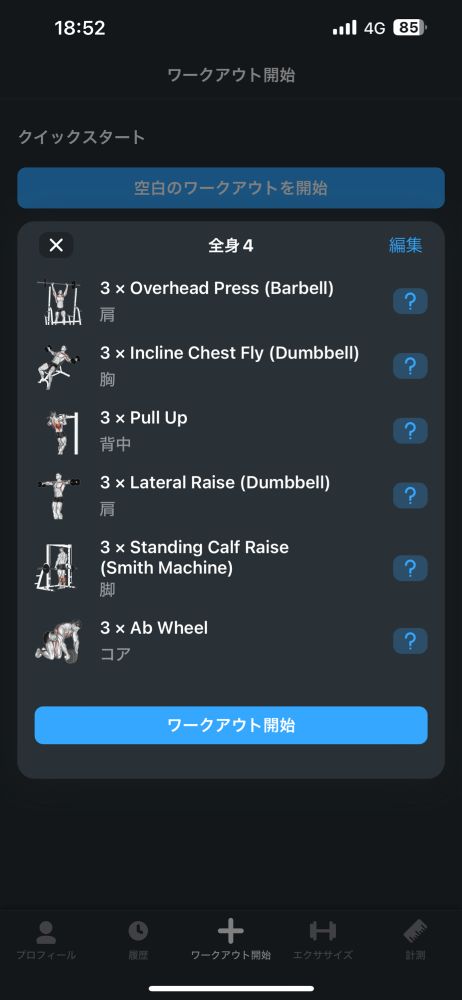 18:52
4G
85
ワークアウト開始
クイックスタート
空白のワークアウトを開始
全身 4
編集
3 × Overhead Press (Barbell)
肩
?
3 × Incline Chest Fly (Dumbbell)
胸
?
3 × Pull Up
背中
?
3 × Lateral Raise (Dumbbell)
肩
?
3 × Standing Calf Raise
(Smith Machine)
脚
?
3 × Ab Wheel
コア
?
ワークアウト開始
プロフィール
履歴
ワークアウト開始
エクササイズ
計測